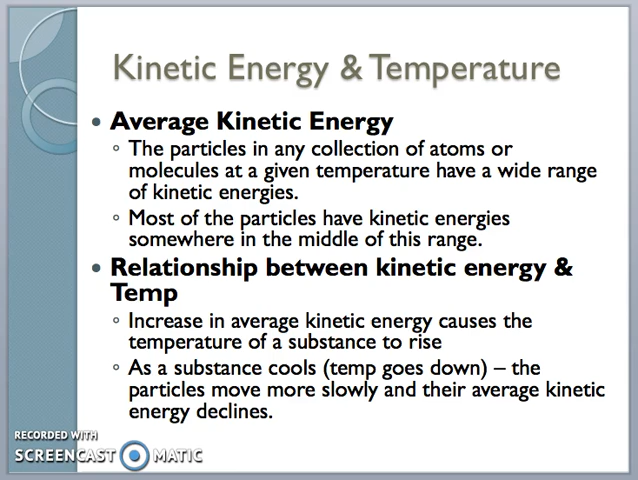 Kinetic Energy & Temperature
• Average Kinetic Energy
◦ The particles in any collection of atoms or
molecules at a given temperature have a wide range
of kinetic energies.
◦ Most of the particles have kinetic energies
somewhere in the middle of this range.
• Relationship between kinetic energy &
Temp
◦ Increase in average kinetic energy causes the
temperature of a substance to rise
◦ As a substance cools (temp goes down) – the
particles move more slowly and their average kinetic
energy declines.
RECORDED WITH
SCREENCAST MATIC